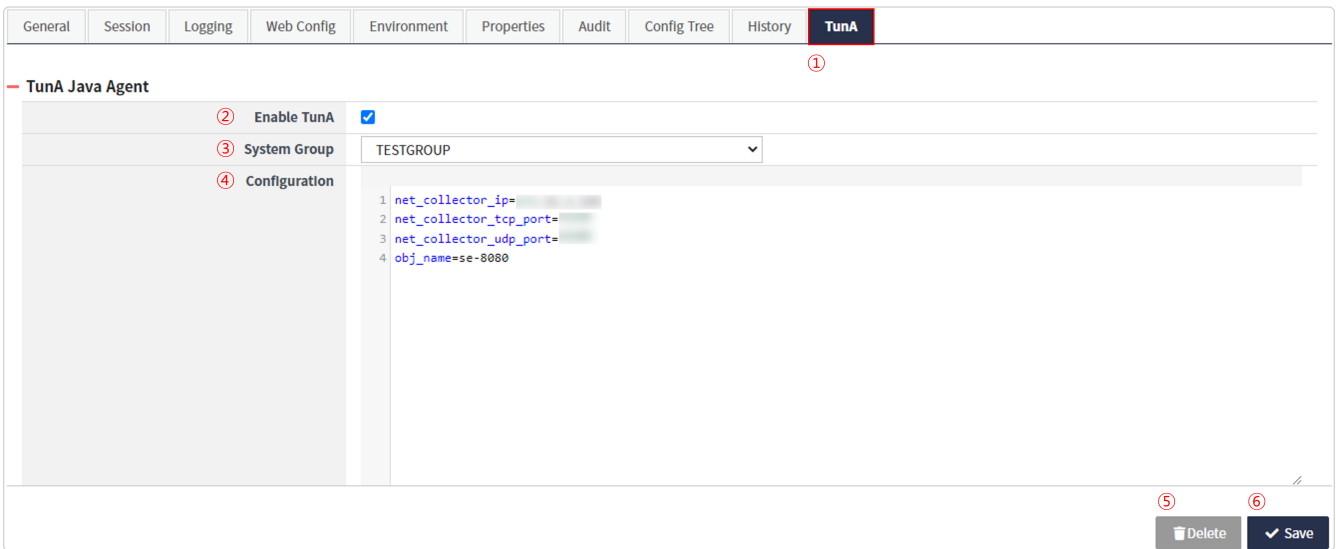 General Session Logging Web Config Environment Properties Audit Config Tree History TunA
①
TunA Java Agent
② Enable TunA
③ System Group TESTGROUP
④ Configuration
1 net_collector_ip=
2 net_collector_tcp_port=
3 net_collector_udp_port=
4 obj_name=se-8080
⑤ ⑥
Delete Save